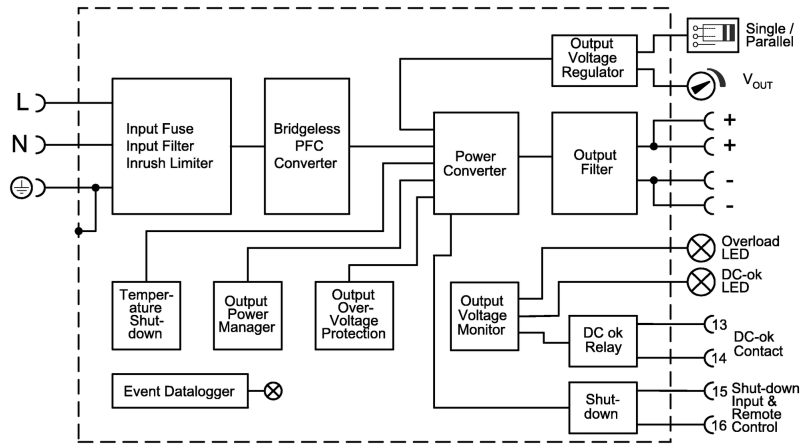 Single /
Parallel
Output
Voltage
Regulator
V OUT
L
N
Input Fuse
Input Filter
Inrush Limiter
Bridgeless
PFC
Converter
Power
Converter
Output
Filter
+
+
-
-
Temper-
ature
Shut-
down
Output
Power
Manager
Output
Over-
Voltage
Protection
Output
Voltage
Monitor
Overload
LED
DC-ok
LED
DC ok
Relay
13
14
DC-ok
Contact
Event Datalogger
Shut-
down
15
16
Shut-down
Input &
Remote
Control